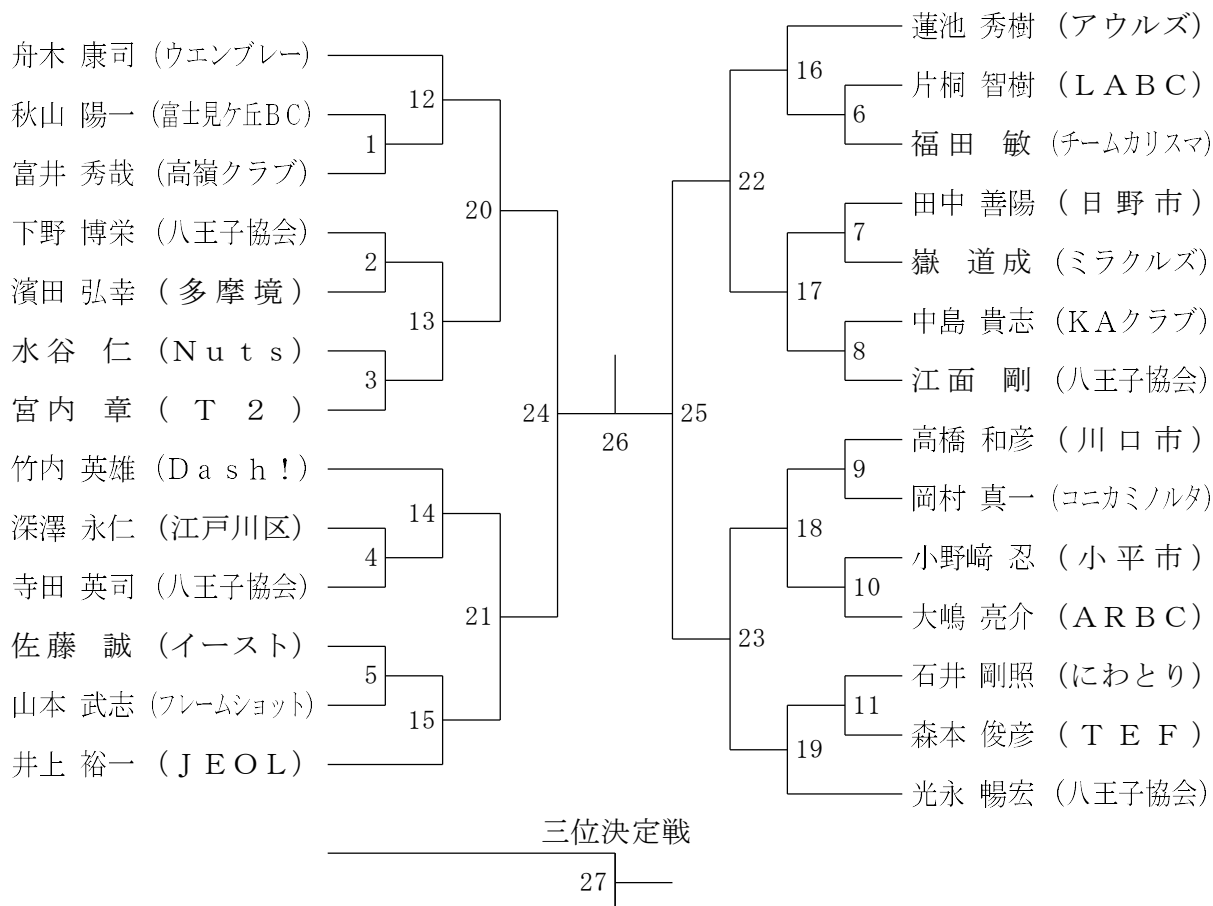 舟木 康司 (ウエンブレー)
秋山 陽一 (富士見ケ丘BC)
富井 秀哉 (高嶺クラブ)
下野 博栄 (八王子協会)
濱田 弘幸 (多摩境)
水谷 仁 (Nuts)
宮内 章 (T2)
竹内 英雄 (Dash!)
深澤 永仁 (江戸川区)
寺田 英司 (八王子協会)
佐藤 誠 (イースト)
山本 武志 (フレームショット)
井上 裕一 (JEOL)
1
2
3
4
5
12
13
14
15
20
21
24
26
25
22
23
16
17
18
19
6
7
8
9
10
11
蓮池 秀樹 (アウルズ)
片桐 智樹 (LABC)
福田 敏 (チームカリスマ)
田中 善陽 (日野市)
嶽 道成 (ミラクルズ)
中島 貴志 (KAクラブ)
江面 剛 (八王子協会)
高橋 和彦 (川口市)
岡村 真一 (コニカミノルタ)
小野﨑 忍 (小平市)
大嶋 亮介 (ARBC)
石井 剛照 (にわとり)
森本 俊彦 (TEF)
光永 暢宏 (八王子協会)
三位決定戦
27